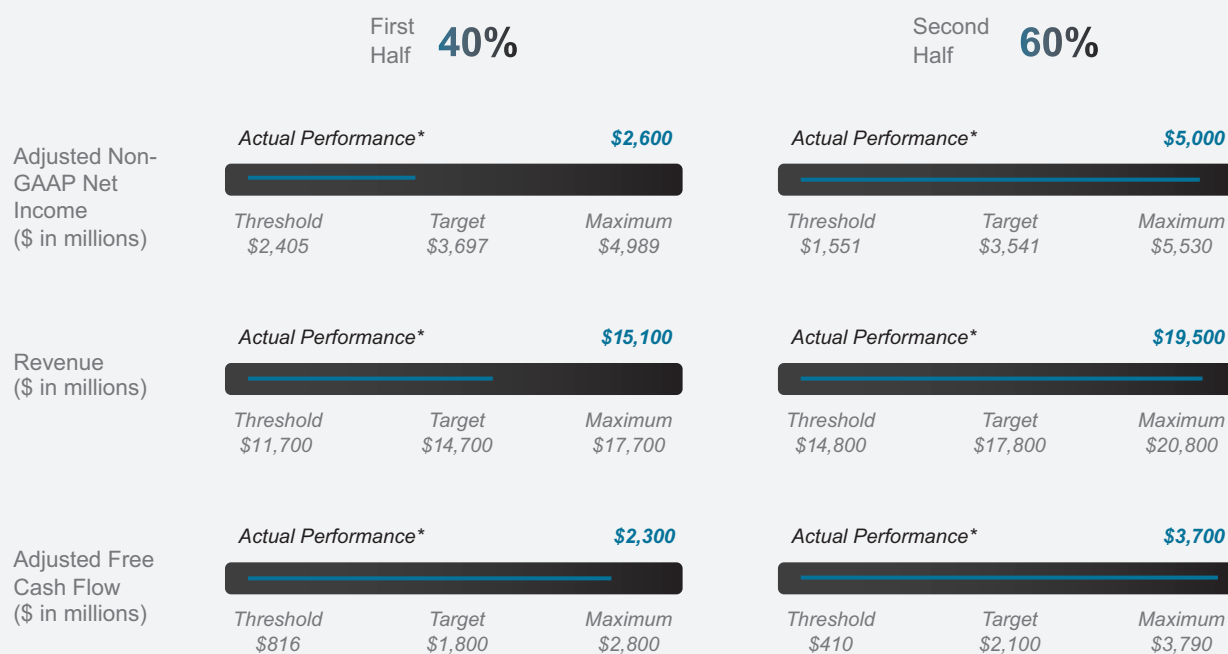 First
Half
40%
Second
Half
60%
Adjusted Non-
GAAP Net
Income
($ in millions)
Actual Performance* $2,600
Threshold Target Maximum
$2,405 $3,697 $4,989
Actual Performance* $5,000
Threshold Target Maximum
$1,551 $3,541 $5,530
Revenue
($ in millions)
Actual Performance* $15,100
Threshold Target Maximum
$11,700 $14,700 $17,700
Actual Performance* $19,500
Threshold Target Maximum
$14,800 $17,800 $20,800
Adjusted Free
Cash Flow
($ in millions)
Actual Performance* $2,300
Threshold Target Maximum
$816 $1,800 $2,800
Actual Performance* $3,700
Threshold Target Maximum
$410 $2,100 $3,790